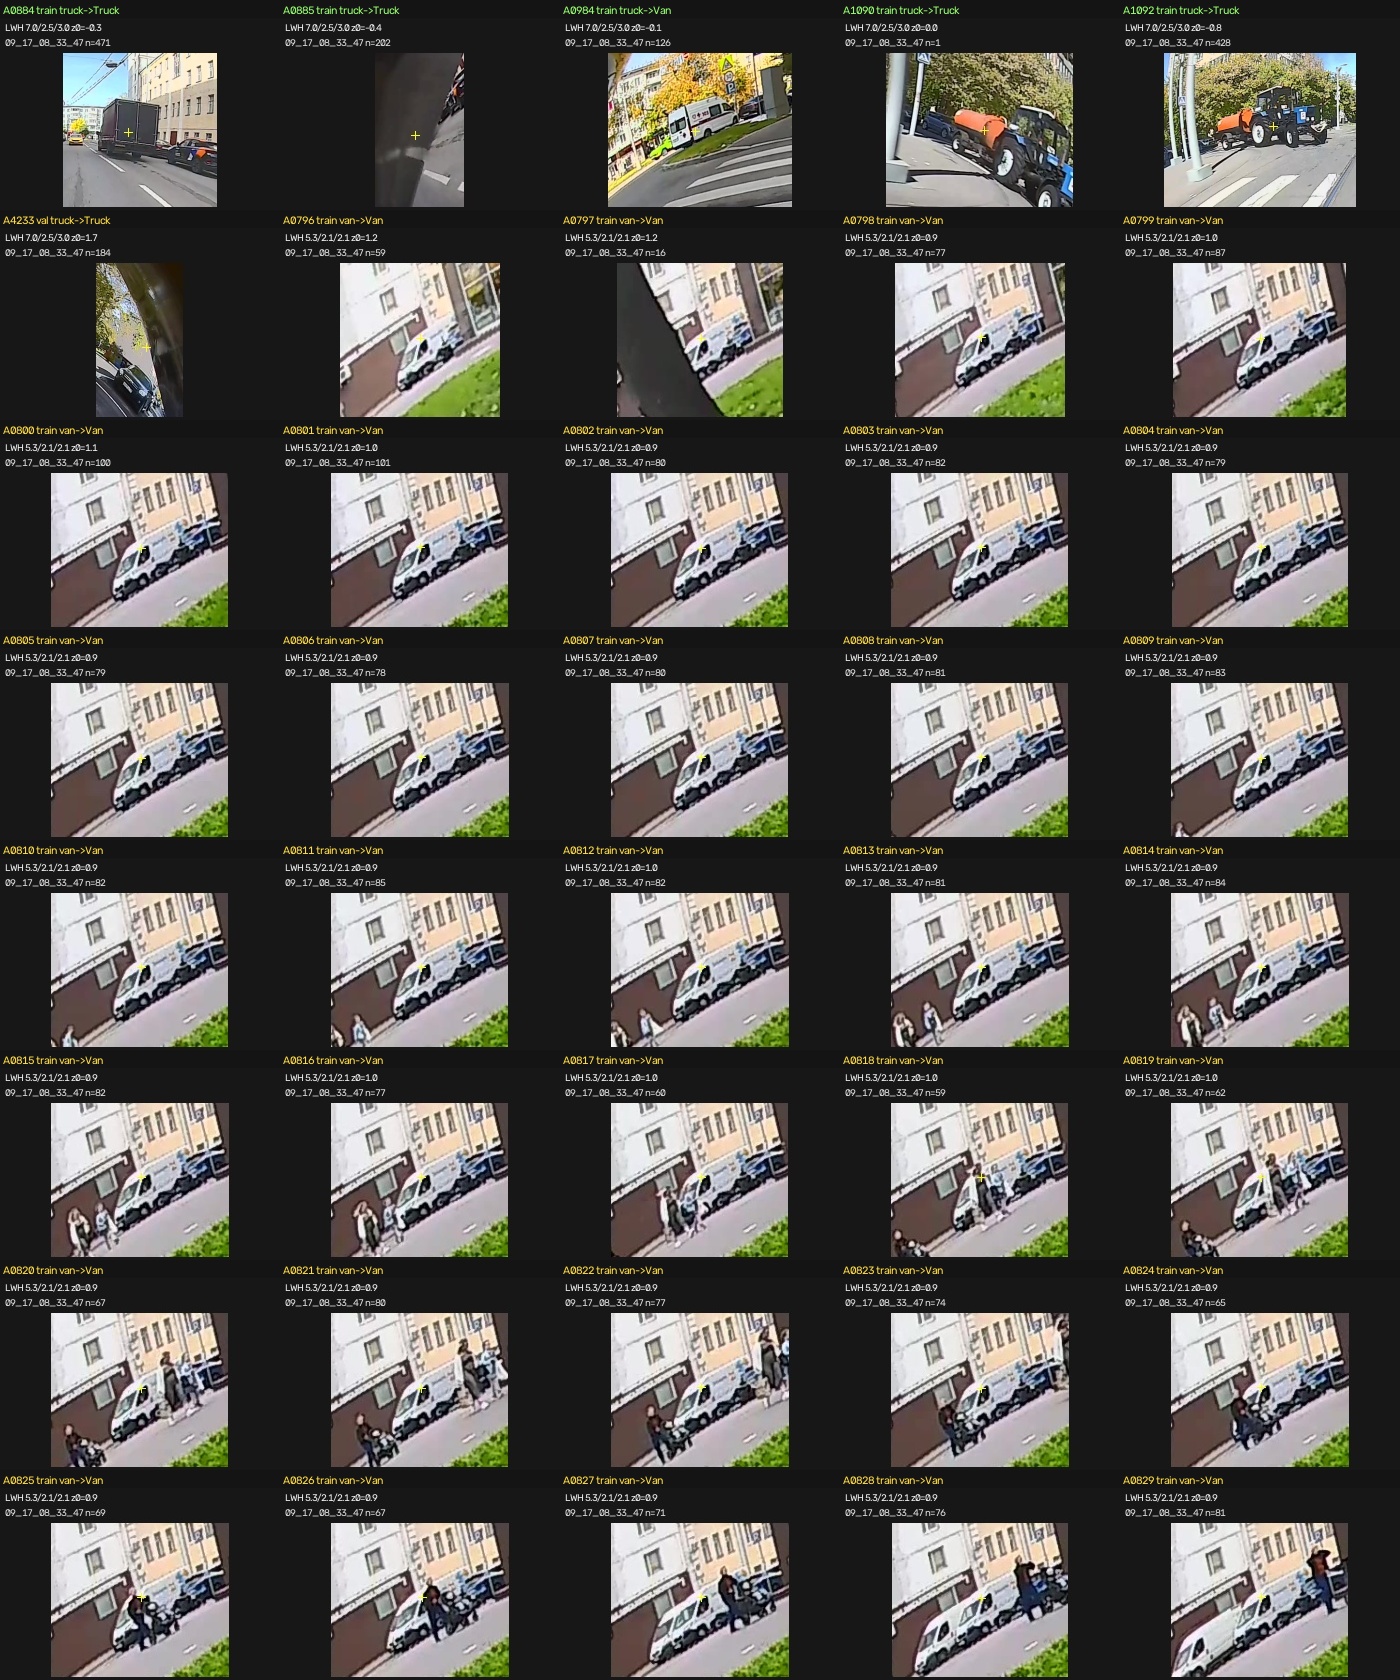 A0884 train truck->Truck
LWH 7.0/2.5/3.0 z0=-0.3
09_17_08_33_47 n=471
A0885 train truck->Truck
LWH 7.0/2.5/3.0 z0=-0.4
09_17_08_33_47 n=202
A0984 train truck->Van
LWH 7.0/2.5/3.0 z0=-0.1
09_17_08_33_47 n=126
A1090 train truck->Truck
LWH 7.0/2.5/3.0 z0=0.0
09_17_08_33_47 n=1
A1092 train truck->Truck
LWH 7.0/2.5/3.0 z0=-0.8
09_17_08_33_47 n=428
A4233 val truck->Truck
LWH 7.0/2.5/3.0 z0=1.7
09_17_08_33_47 n=184
A0796 train van->Van
LWH 5.3/2.1/2.1 z0=1.2
09_17_08_33_47 n=59
A0797 train van->Van
LWH 5.3/2.1/2.1 z0=1.2
09_17_08_33_47 n=16
A0798 train van->Van
LWH 5.3/2.1/2.1 z0=0.9
09_17_08_33_47 n=77
A0799 train van->Van
LWH 5.3/2.1/2.1 z0=1.0
09_17_08_33_47 n=87
A0800 train van->Van
LWH 5.3/2.1/2.1 z0=1.1
09_17_08_33_47 n=100
A0801 train van->Van
LWH 5.3/2.1/2.1 z0=1.0
09_17_08_33_47 n=101
A0802 train van->Van
LWH 5.3/2.1/2.1 z0=0.9
09_17_08_33_47 n=80
A0803 train van->Van
LWH 5.3/2.1/2.1 z0=0.9
09_17_08_33_47 n=82
A0804 train van->Van
LWH 5.3/2.1/2.1 z0=0.9
09_17_08_33_47 n=79
A0805 train van->Van
LWH 5.3/2.1/2.1 z0=0.9
09_17_08_33_47 n=79
A0806 train van->Van
LWH 5.3/2.1/2.1 z0=0.9
09_17_08_33_47 n=78
A0807 train van->Van
LWH 5.3/2.1/2.1 z0=0.9
09_17_08_33_47 n=80
A0808 train van->Van
LWH 5.3/2.1/2.1 z0=0.9
09_17_08_33_47 n=81
A0809 train van->Van
LWH 5.3/2.1/2.1 z0=0.9
09_17_08_33_47 n=83
A0810 train van->Van
LWH 5.3/2.1/2.1 z0=0.9
09_17_08_33_47 n=82
A0811 train van->Van
LWH 5.3/2.1/2.1 z0=0.9
09_17_08_33_47 n=85
A0812 train van->Van
LWH 5.3/2.1/2.1 z0=1.0
09_17_08_33_47 n=82
A0813 train van->Van
LWH 5.3/2.1/2.1 z0=0.9
09_17_08_33_47 n=81
A0814 train van->Van
LWH 5.3/2.1/2.1 z0=0.9
09_17_08_33_47 n=84
A0815 train van->Van
LWH 5.3/2.1/2.1 z0=0.9
09_17_08_33_47 n=82
A0816 train van->Van
LWH 5.3/2.1/2.1 z0=1.0
09_17_08_33_47 n=77
A0817 train van->Van
LWH 5.3/2.1/2.1 z0=1.0
09_17_08_33_47 n=60
A0818 train van->Van
LWH 5.3/2.1/2.1 z0=1.0
09_17_08_33_47 n=59
A0819 train van->Van
LWH 5.3/2.1/2.1 z0=1.0
09_17_08_33_47 n=62
A0820 train van->Van
LWH 5.3/2.1/2.1 z0=0.9
09_17_08_33_47 n=67
A0821 train van->Van
LWH 5.3/2.1/2.1 z0=0.9
09_17_08_33_47 n=80
A0822 train van->Van
LWH 5.3/2.1/2.1 z0=0.9
09_17_08_33_47 n=77
A0823 train van->Van
LWH 5.3/2.1/2.1 z0=0.9
09_17_08_33_47 n=74
A0824 train van->Van
LWH 5.3/2.1/2.1 z0=0.9
09_17_08_33_47 n=65
A0825 train van->Van
LWH 5.3/2.1/2.1 z0=0.9
09_17_08_33_47 n=69
A0826 train van->Van
LWH 5.3/2.1/2.1 z0=0.9
09_17_08_33_47 n=67
A0827 train van->Van
LWH 5.3/2.1/2.1 z0=0.9
09_17_08_33_47 n=71
A0828 train van->Van
LWH 5.3/2.1/2.1 z0=0.9
09_17_08_33_47 n=76
A0829 train van->Van
LWH 5.3/2.1/2.1 z0=0.9
09_17_08_33_47 n=81